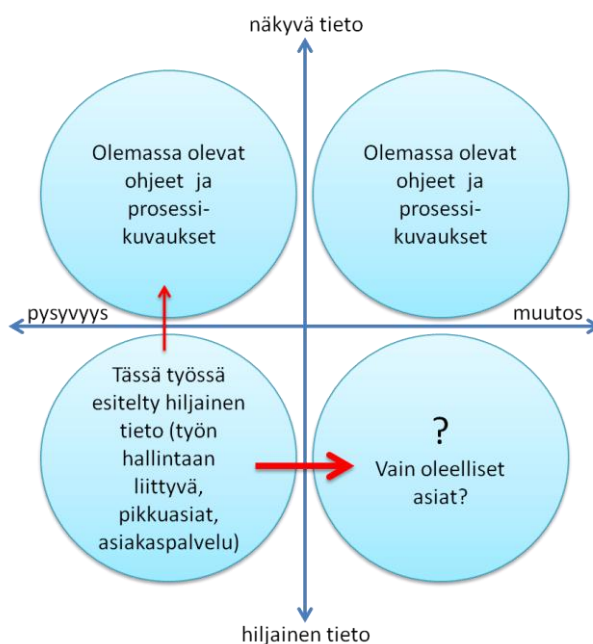 näkyvä tieto
Olemassa olevat
ohjeet ja
prosessi-
kuvaukset
Olemassa olevat
ohjeet ja
prosessi-
kuvaukset
pysyvyys
muutos
Tässä työssä
esitelty hiljainen
tieto (työn
hallintaan
liittyvä,
pikkuasiat,
asiakaspalvelu)
?
Vain oleelliset
asiat?
hiljainen tieto